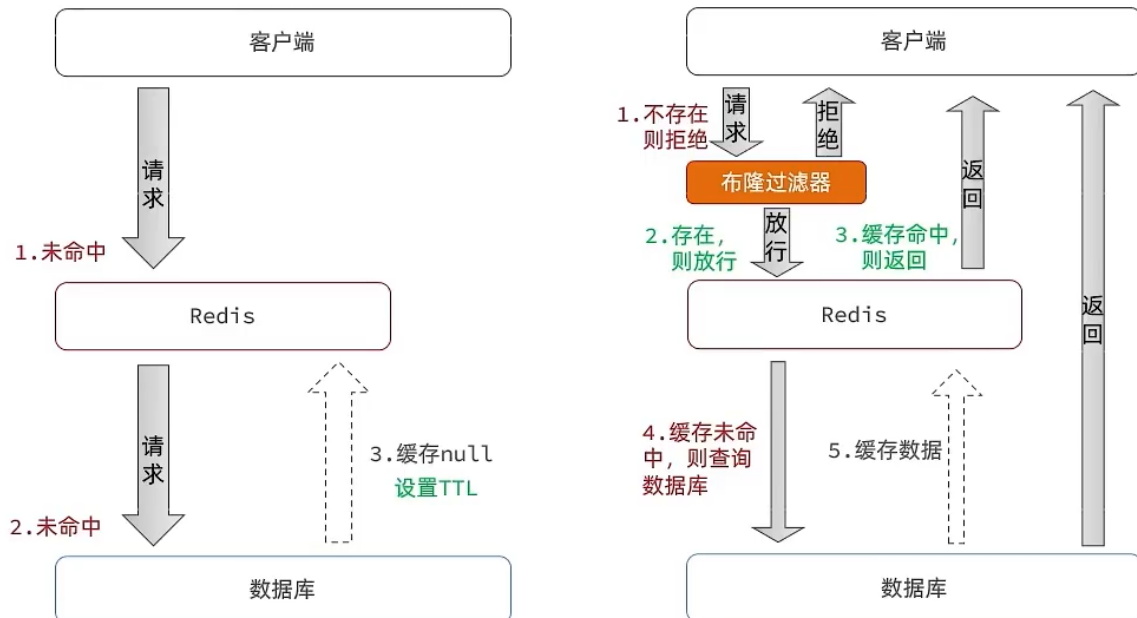 客户端
请求
1.未命中
Redis
请求
3.缓存null
设置TTL
2.未命中
数据库
客户端
1.不存在
则拒绝
请求
拒绝
布隆过滤器
2.存在，
则放行
放行
3.缓存命中，
则返回
返回
Redis
返回
4.缓存未命
中，则查询
数据库
5.缓存数据
数据库